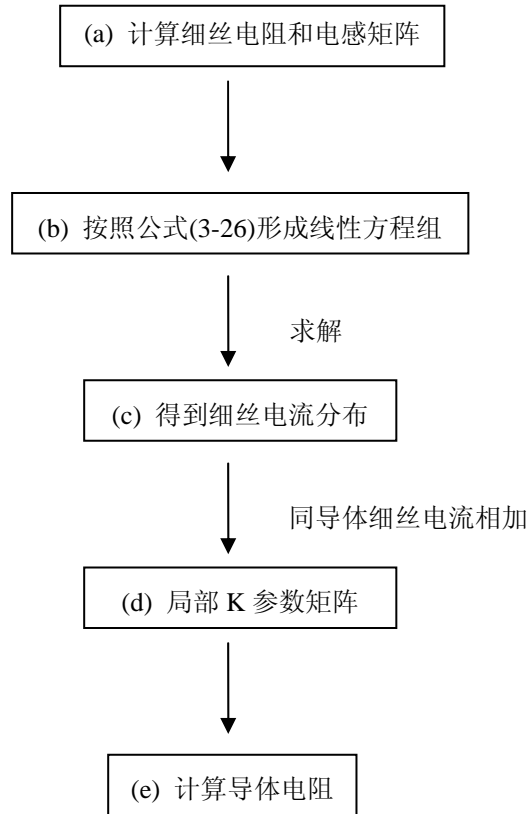 (a) 计算细丝电阻和电感矩阵
(b) 按照公式(3-26)形成线性方程组
求解
(c) 得到细丝电流分布
同导体细丝电流相加
(d) 局部 K 参数矩阵
(e) 计算导体电阻